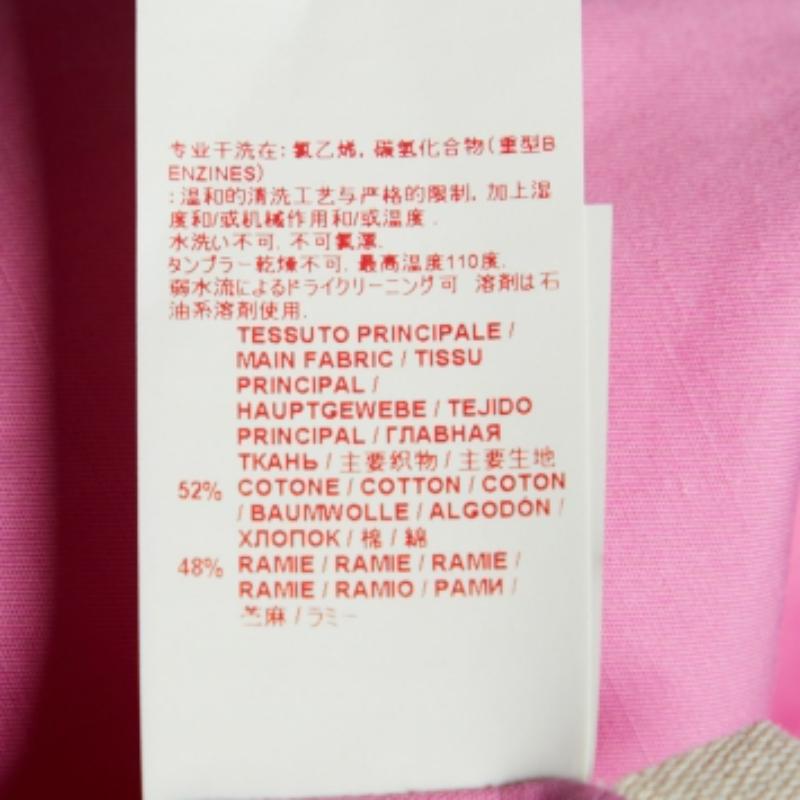 专业干洗在: 氯乙烯, 碳氢化合物(重型B
ENZINES)
:温和的清洗工艺与严格的限制, 加上湿
度和/或机械作用和/或温度 .
水洗い不可, 不可氯漂.
タンブラー乾燥不可, 最高温度110度.
弱水流によるドライクリーニング可 溶剤は石
油系溶剤使用.
TESSUTO PRINCIPALE /
MAIN FABRIC / TISSU
PRINCIPAL /
HAUPTGEWEBE / TEJIDO
PRINCIPAL / ГЛАВНАЯ
ТКАНЬ / 主要织物 / 主要生地
52% COTONE / COTTON / COTON
/ BAUMWOLLE / ALGODÓN /
ХЛОПОК / 棉 / 綿
48% RAMIE / RAMIE / RAMIE /
RAMIE / RAMIO / РАМИ /
苎麻 / ラミー